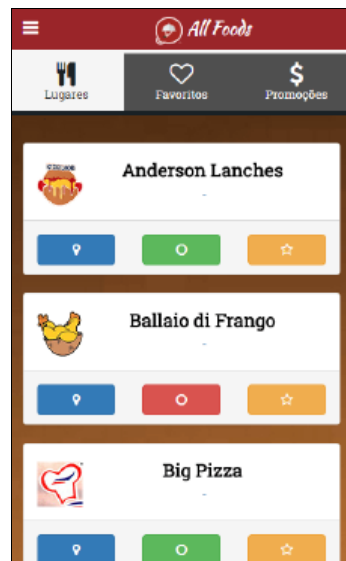 All Foods
Lugares
Favoritos
Promoções
Anderson Lanches
-
Ballaio di Frango
-
Big Pizza
-